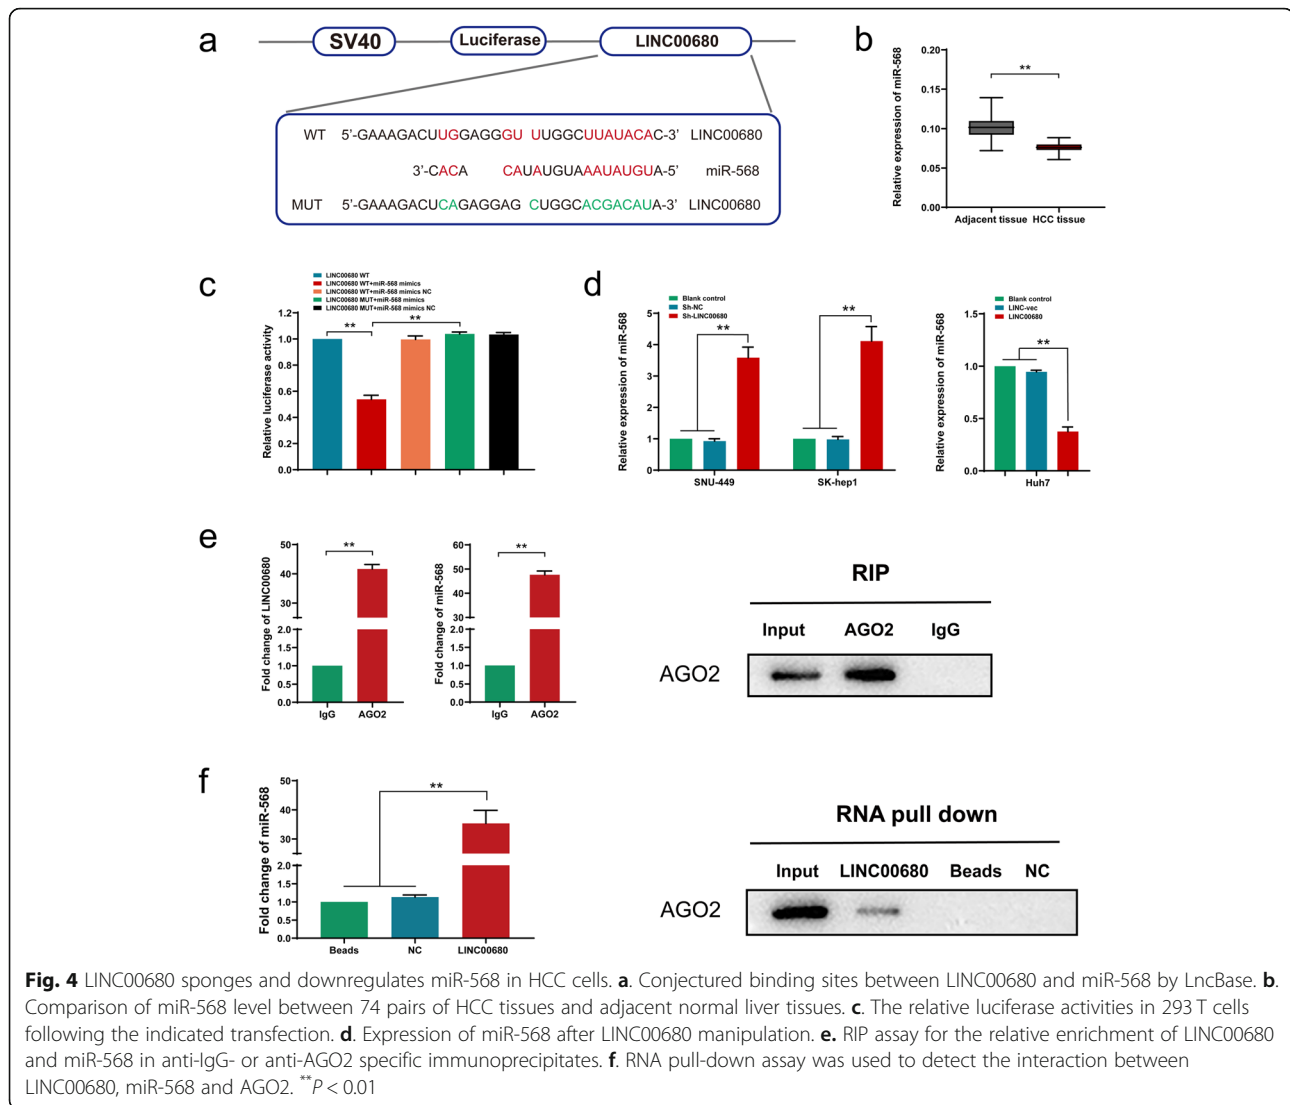 a
SV40 Luciferase LINC00680
WT 5’-GAAAGACUUGGAGGGU U UGGCUUAUACAC-3’ LINC00680
3’-CACA CAUAUGUAAAUAUGUA-5’ miR-568
MUT 5’-GAAAGACUCAGAGGAG CUGGCACGACAUA-3’ LINC00680
b
Relative expression of miR-568
0.20
0.15
0.10
0.05
0.00
**
Adjacent tissue HCC tissue
c
LINC00680 WT
LINC00680 WT+miR-568 mimics
LINC00680 WT+miR-568 mimics NC
LINC00680 MUT+miR-568 mimics
LINC00680 MUT+miR-568 mimics NC
Relative luciferase activity
1.2
1.0
0.8
0.6
0.4
0.2
0.0
** **
d
Blank control
Sh-NC
Sh-LINC00680
Relative expression of miR-568
5
4
3
2
1
0
** **
SNU-449 SK-hep1
Blank control
LINC-vec
LINC00680
Relative expression of miR-568
1.5
1.0
0.5
0.0
**
Huh7
e
Fold change of LINC00680
50
40
30
2.0
1.5
1.0
0.5
0.0
**
IgG AGO2
Fold change of miR-568
60
50
40
30
20
2.0
1.5
1.0
0.5
0.0
**
IgG AGO2
RIP
Input AGO2 IgG
AGO2
f
Fold change of miR-568
50
40
30
2.0
1.5
1.0
0.5
0.0
**
Beads NC LINC00680
RNA pull down
Input LINC00680 Beads NC
AGO2
Fig. 4 LINC00680 sponges and downregulates miR-568 in HCC cells. a. Conjectured binding sites between LINC00680 and miR-568 by LncBase. b.
Comparison of miR-568 level between 74 pairs of HCC tissues and adjacent normal liver tissues. c. The relative luciferase activities in 293 T cells
following the indicated transfection. d. Expression of miR-568 after LINC00680 manipulation. e. RIP assay for the relative enrichment of LINC00680
and miR-568 in anti-IgG- or anti-AGO2 specific immunoprecipitates. f. RNA pull-down assay was used to detect the interaction between
LINC00680, miR-568 and AGO2. **P < 0.01